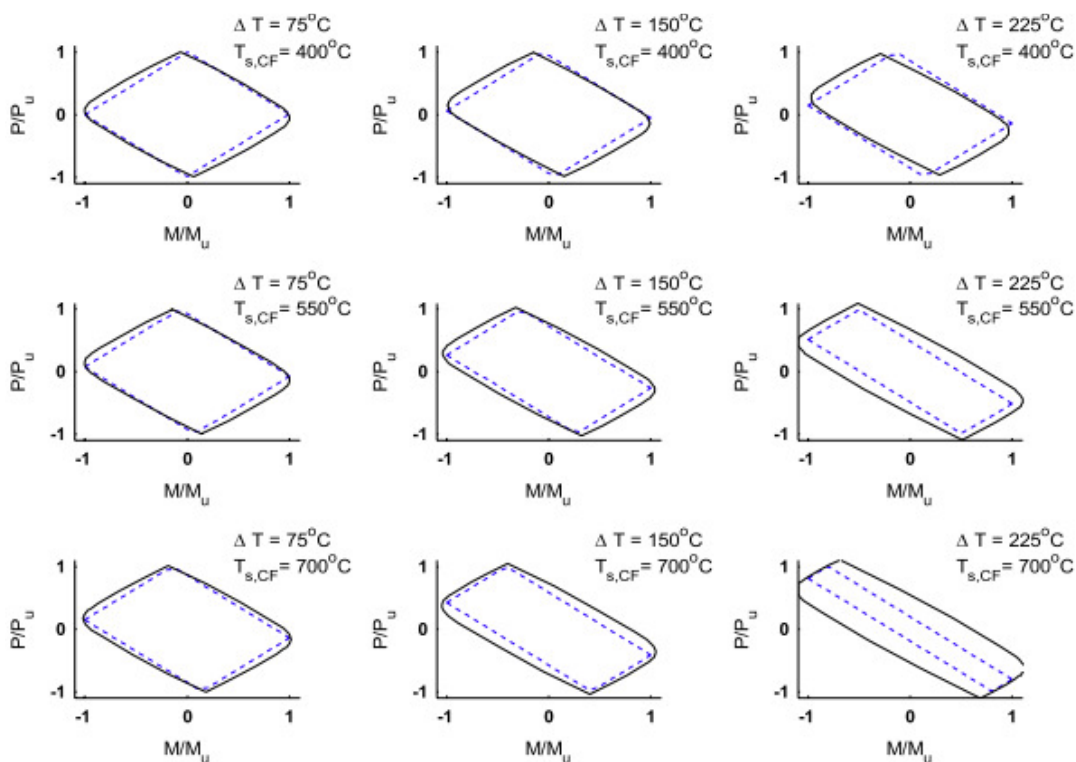 Δ T = 75°C
T_s,CF = 400°C
P/P_u
1
0
-1
-1 0 1
M/M_u
Δ T = 150°C
T_s,CF = 400°C
P/P_u
1
0
-1
-1 0 1
M/M_u
Δ T = 225°C
T_s,CF = 400°C
P/P_u
1
0
-1
-1 0 1
M/M_u
Δ T = 75°C
T_s,CF = 550°C
P/P_u
1
0
-1
-1 0 1
M/M_u
Δ T = 150°C
T_s,CF = 550°C
P/P_u
1
0
-1
-1 0 1
M/M_u
Δ T = 225°C
T_s,CF = 550°C
P/P_u
1
0
-1
-1 0 1
M/M_u
Δ T = 75°C
T_s,CF = 700°C
P/P_u
1
0
-1
-1 0 1
M/M_u
Δ T = 150°C
T_s,CF = 700°C
P/P_u
1
0
-1
-1 0 1
M/M_u
Δ T = 225°C
T_s,CF = 700°C
P/P_u
1
0
-1
-1 0 1
M/M_u